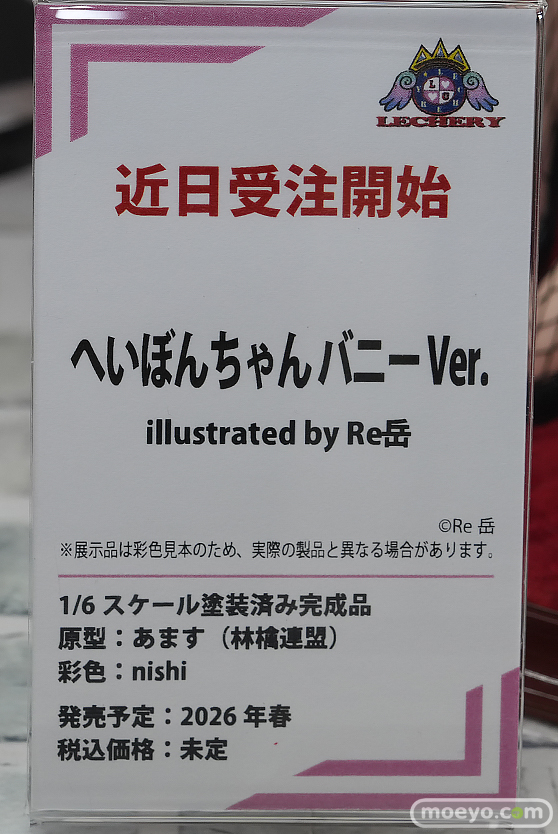 LECHERY
近日受注開始
へいぼんちゃん バニー Ver.
illustrated by Re岳
©Re 岳
※展示品は彩色見本のため、実際の製品と異なる場合があります。
1/6 スケール塗装済み完成品
原型：あます（林檎連盟）
彩色：nishi
発売予定：2026 年春
税込価格：未定
moeyo.com